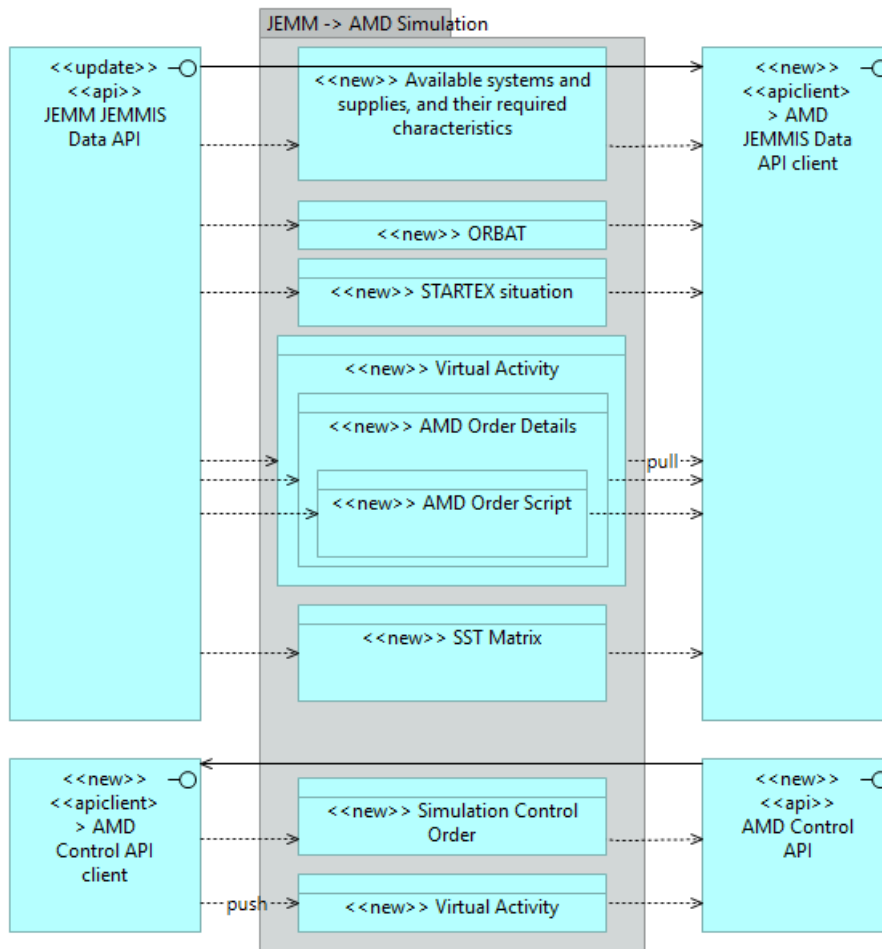 JEMM -> AMD Simulation
<<update>>
<<api>>
JEMM JEMMIS
Data API
<<new>> Available systems and
supplies, and their required
characteristics
<<new>>
<<apiclient>
> AMD
JEMMIS Data
API client
<<new>> ORBAT
<<new>> STARTEX situation
<<new>> Virtual Activity
<<new>> AMD Order Details
pull
<<new>> AMD Order Script
<<new>> SST Matrix
<<new>>
<<apiclient>
> AMD
Control API
client
<<new>> Simulation Control
Order
<<new>>
<<api>>
AMD Control
API
push
<<new>> Virtual Activity